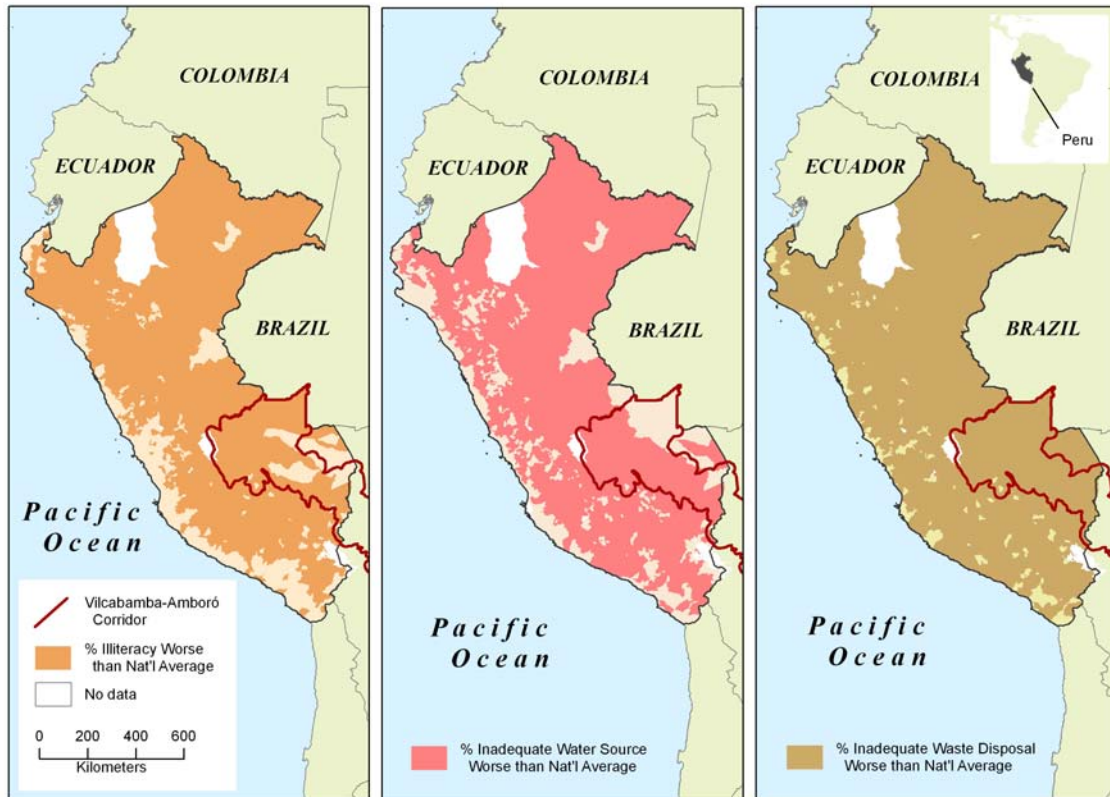 COLOMBIA
ECUADOR
BRAZIL
Pacific
Ocean
Vilcabamba-Amboró
Corridor
% Illiteracy Worse
than Nat'l Average
No data
0 200 400 600
Kilometers
COLOMBIA
ECUADOR
BRAZIL
Pacific
Ocean
% Inadequate Water Source
Worse than Nat'l Average
COLOMBIA
Peru
ECUADOR
BRAZIL
Pacific
Ocean
% Inadequate Waste Disposal
Worse than Nat'l Average